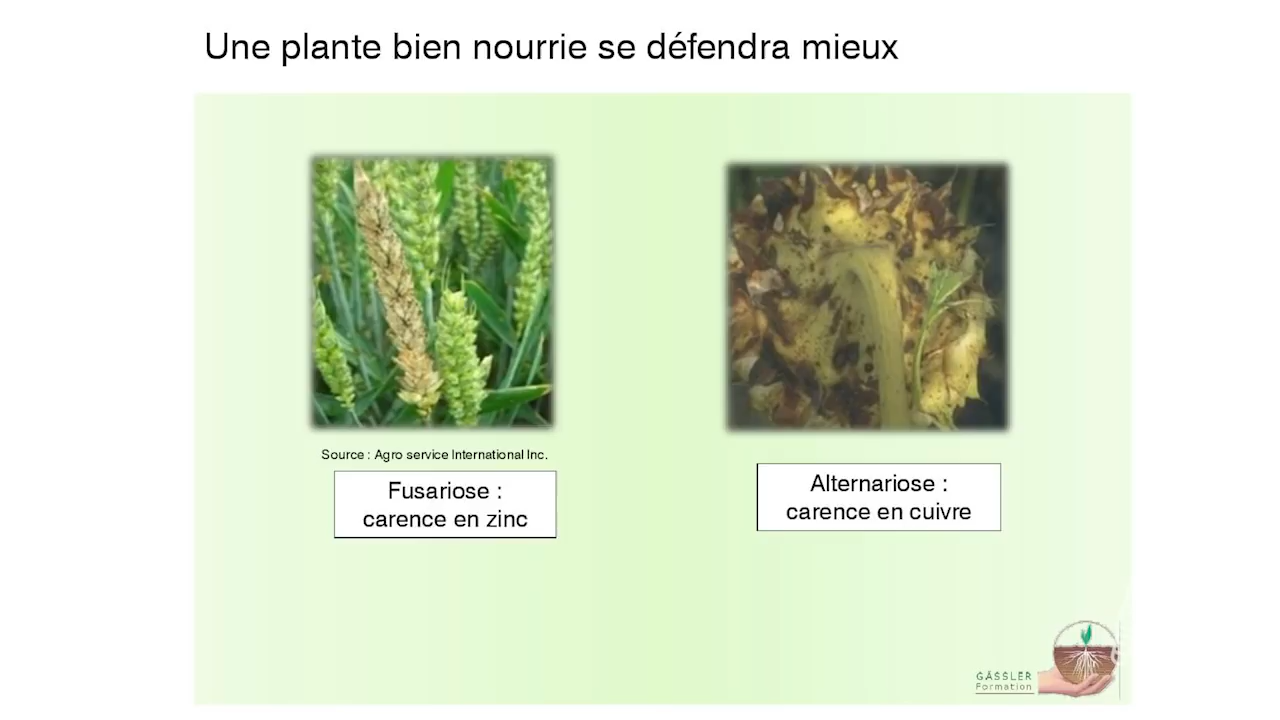 Une plante bien nourrie se défendra mieux
Source : Agro service International Inc.
Fusariose :
carence en zinc
Alternariose :
carence en cuivre
GÄSSLER
Formation